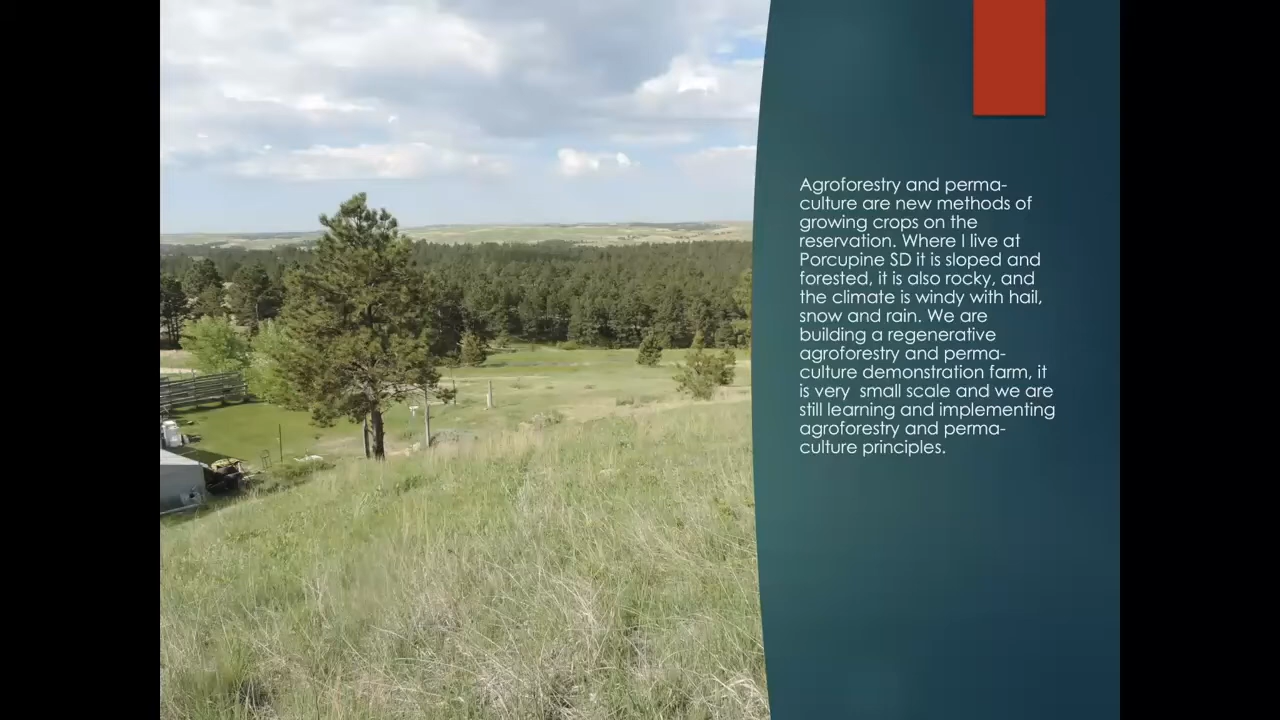 Agroforestry and perma-
culture are new methods of
growing crops on the
reservation. Where I live at
Porcupine SD it is sloped and
forested, it is also rocky, and
the climate is windy with hail,
snow and rain. We are
building a regenerative
agroforestry and perma-
culture demonstration farm, it
is very  small scale and we are
still learning and implementing
agroforestry and perma-
culture principles.